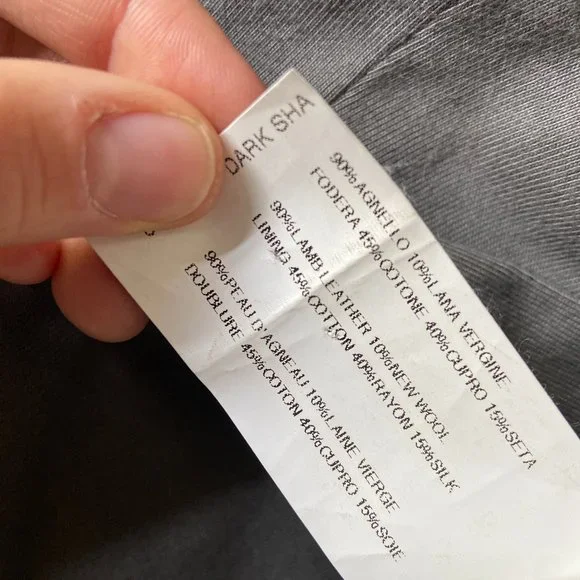 DARK SHA
90%AGNELLO 10%LANA VERGINE
FODERA 45%COTONE 40%CUPRO 15%SETA
90%LAMB LEATHER 10%NEW WOOL
LINING 45%COTTON 40%RAYON 15%SILK
90%PEAU D'AGNEAU 10%LAINE VIERGE
DOUBLURE 45%COTON 40%CUPRO 15%SOIE